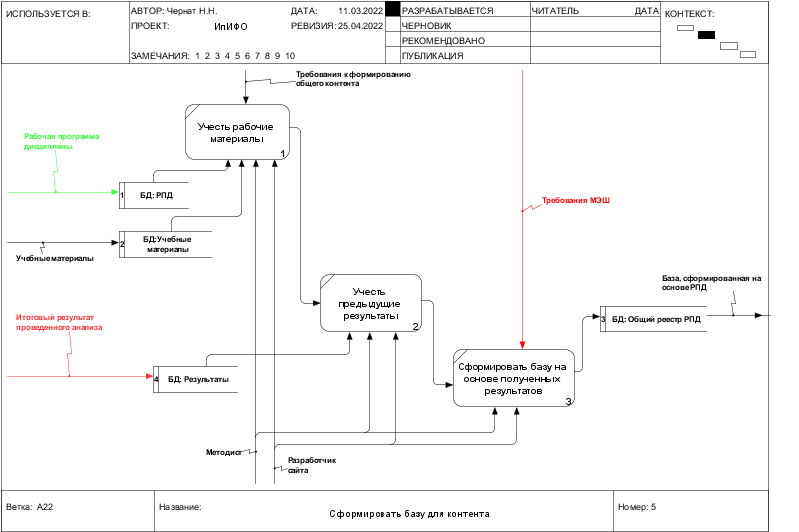 ИСПОЛЬЗУЕТСЯ В:
АВТОР: Чернат Н.Н.
ДАТА: 11.03.2022
ПРОЕКТ: ИпИФО
РЕВИЗИЯ: 25.04.2022
ЗАМЕЧАНИЯ: 1 2 3 4 5 6 7 8 9 10
РАЗРАБАТЫВАЕТСЯ
ЧЕРНОВИК
РЕКОМЕНДОВАНО
ПУБЛИКАЦИЯ
ЧИТАТЕЛЬ ДАТА
КОНТЕКСТ:
Требования к формированию
общего контента
Учесть рабочие
материалы
1
Рабочая программа
дисциплины
1 БД: РПД
2 БД:Учебные
материалы
Учебные материалы
Требования МЭШ
Учесть
предыдущие
результаты
2
База, сформированная на
основе РПД
3 БД: Общий реестр РПД
Итоговый результат
проведенного анализа
4 БД: Результаты
Сформировать базу на
основе полученных
результатов
3
Методист
Разработчик
сайта
Ветка: A22
Название:
Сформировать базу для контента
Номер: 5